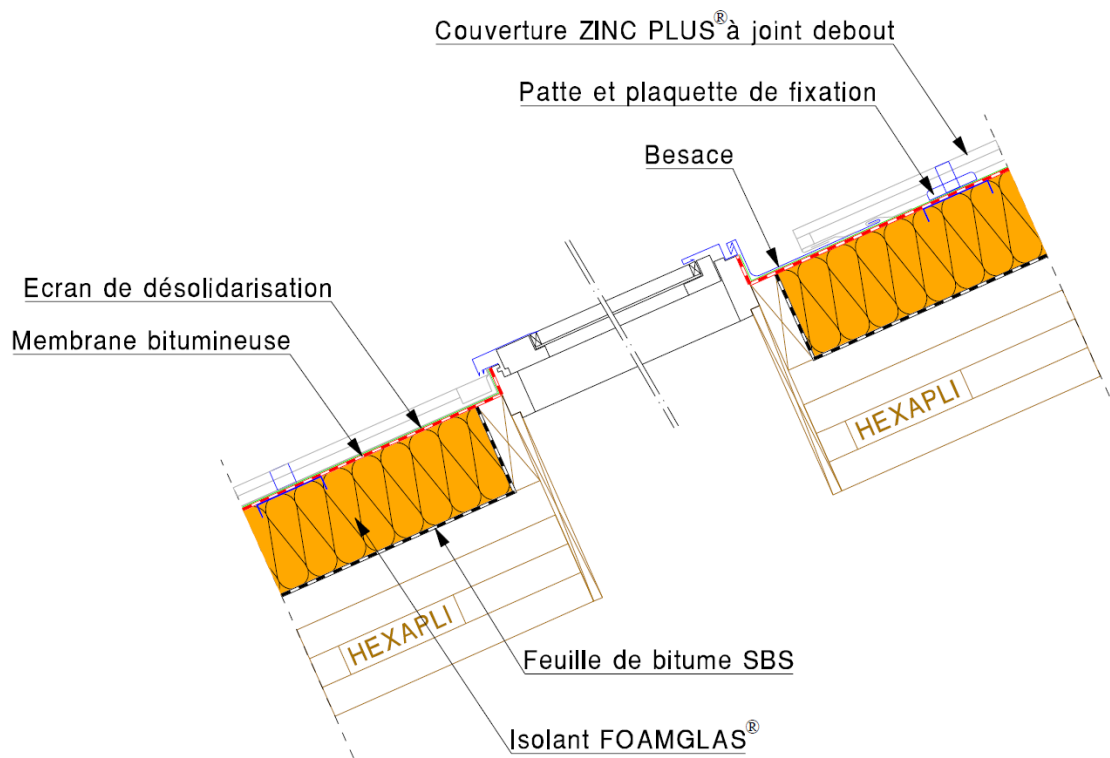 Couverture ZINC PLUS® à joint debout
Patte et plaquette de fixation
Besace
Ecran de désolidarisation
Membrane bitumineuse
HEXAPLI
HEXAPLI
Feuille de bitume SBS
Isolant FOAMGLAS®